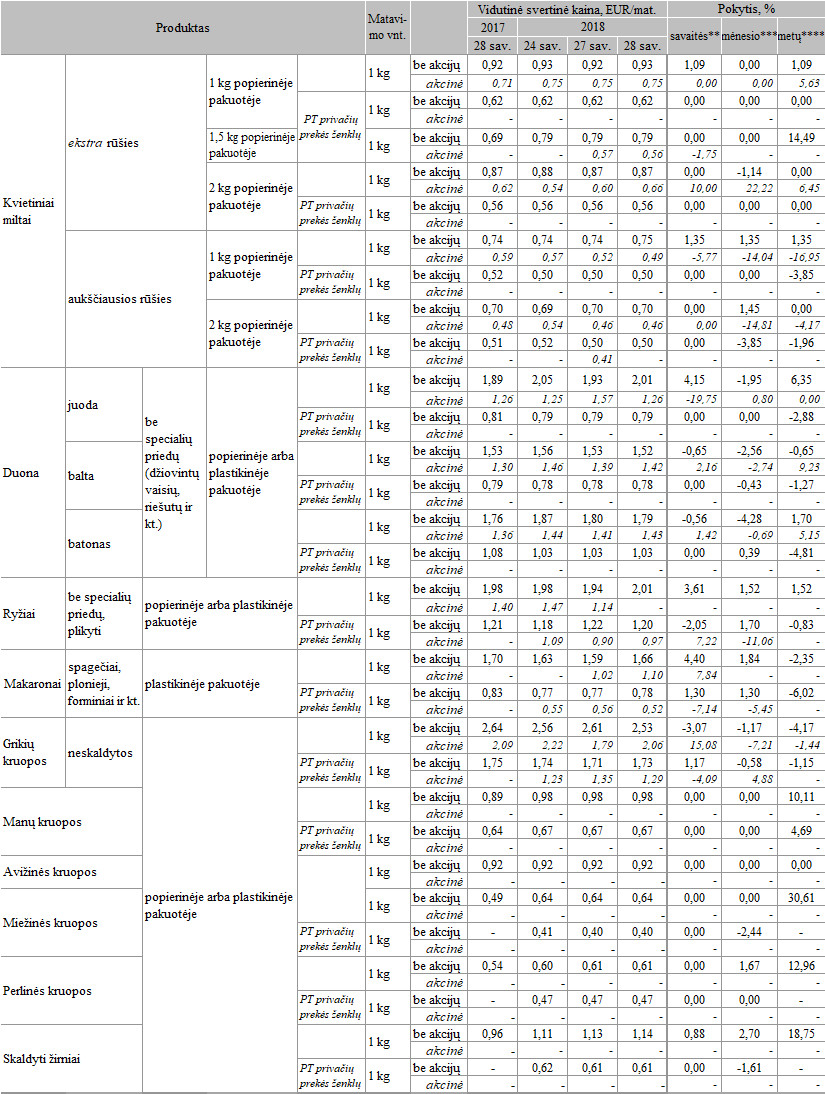 Produktas Matavi- Vidutinė svertinė kaina, EUR/mat. Pokytis, %
mo vnt. 2017 2018 savaitės** mėnesio*** metų****
28 sav. 24 sav. 27 sav. 28 sav.
Kvietiniai miltai
ekstra rūšies
1 kg popierinėje pakuotėje
1 kg be akcijų 0,92 0,93 0,92 0,93 1,09 0,00 1,09
akcinė 0,71 0,75 0,75 0,75 0,00 0,00 5,63
PT privačių prekės ženklų
1 kg be akcijų 0,62 0,62 0,62 0,62 0,00 0,00 0,00
akcinė - - - - - - -
1,5 kg popierinėje pakuotėje
1 kg be akcijų 0,69 0,79 0,79 0,79 0,00 0,00 14,49
akcinė - - 0,57 0,56 -1,75 - -
2 kg popierinėje pakuotėje
1 kg be akcijų 0,87 0,88 0,87 0,87 0,00 -1,14 0,00
akcinė 0,62 0,54 0,60 0,66 10,00 22,22 6,45
PT privačių prekės ženklų
1 kg be akcijų 0,56 0,56 0,56 0,56 0,00 0,00 0,00
akcinė - - - - - - -
aukščiausios rūšies
1 kg popierinėje pakuotėje
1 kg be akcijų 0,74 0,74 0,74 0,75 1,35 1,35 1,35
akcinė 0,59 0,57 0,52 0,49 -5,77 -14,04 -16,95
PT privačių prekės ženklų
1 kg be akcijų 0,52 0,50 0,50 0,50 0,00 0,00 -3,85
akcinė - - - - - - -
2 kg popierinėje pakuotėje
1 kg be akcijų 0,70 0,69 0,70 0,70 0,00 1,45 0,00
akcinė 0,48 0,54 0,46 0,46 0,00 -14,81 -4,17
PT privačių prekės ženklų
1 kg be akcijų 0,51 0,52 0,50 0,50 0,00 -3,85 -1,96
akcinė - - 0,41 - - - -
Duona
juoda
be specialių priedų (džiovintų vaisių, riešutų ir kt.)
popierinėje arba plastikinėje pakuotėje
1 kg be akcijų 1,89 2,05 1,93 2,01 4,15 -1,95 6,35
akcinė 1,26 1,25 1,57 1,26 -19,75 0,80 0,00
PT privačių prekės ženklų
1 kg be akcijų 0,81 0,79 0,79 0,79 0,00 0,00 -2,88
akcinė - - - - - - -
balta
1 kg be akcijų 1,53 1,56 1,53 1,52 -0,65 -2,56 -0,65
akcinė 1,30 1,46 1,39 1,42 2,16 -2,74 9,23
PT privačių prekės ženklų
1 kg be akcijų 0,79 0,78 0,78 0,78 0,00 -0,43 -1,27
akcinė - - - - - - -
batonas
1 kg be akcijų 1,76 1,87 1,80 1,79 -0,56 -4,28 1,70
akcinė 1,36 1,44 1,41 1,43 1,42 -0,69 5,15
PT privačių prekės ženklų
1 kg be akcijų 1,08 1,03 1,03 1,03 0,00 0,39 -4,81
akcinė - - - - - - -
Ryžiai
be specialių priedų, plikyti
popierinėje arba plastikinėje pakuotėje
1 kg be akcijų 1,98 1,98 1,94 2,01 3,61 1,52 1,52
akcinė 1,40 1,47 1,14 - - - -
PT privačių prekės ženklų
1 kg be akcijų 1,21 1,18 1,22 1,20 -2,05 1,70 -0,83
akcinė - 1,09 0,90 0,97 7,22 -11,06 -
Makaronai
spagečiai, plonieji, forminiai ir kt.
plastikinėje pakuotėje
1 kg be akcijų 1,70 1,63 1,59 1,66 4,40 1,84 -2,35
akcinė - - 1,02 1,10 7,84 - -
PT privačių prekės ženklų
1 kg be akcijų 0,83 0,77 0,77 0,78 1,30 1,30 -6,02
akcinė - 0,55 0,56 0,52 -7,14 -5,45 -
Grikių kruopos
neskaldytos
popierinėje arba plastikinėje pakuotėje
1 kg be akcijų 2,64 2,56 2,61 2,53 -3,07 -1,17 -4,17
akcinė 2,09 2,22 1,79 2,06 15,08 -7,21 -1,44
PT privačių prekės ženklų
1 kg be akcijų 1,75 1,74 1,71 1,73 1,17 -0,58 -1,15
akcinė - 1,23 1,35 1,29 -4,09 4,88 -
Manų kruopos
1 kg be akcijų 0,89 0,98 0,98 0,98 0,00 0,00 10,11
akcinė - - - - - - -
PT privačių prekės ženklų
1 kg be akcijų 0,64 0,67 0,67 0,67 0,00 0,00 4,69
akcinė - - - - - - -
Avižinės kruopos
1 kg be akcijų 0,92 0,92 0,92 0,92 0,00 0,00 0,00
akcinė - - - - - - -
Miežinės kruopos
1 kg be akcijų 0,49 0,64 0,64 0,64 0,00 0,00 30,61
akcinė - - - - - - -
PT privačių prekės ženklų
1 kg be akcijų - 0,41 0,40 0,40 0,00 -2,44 -
akcinė - - - - - - -
Perlinės kruopos
1 kg be akcijų 0,54 0,60 0,61 0,61 0,00 1,67 12,96
akcinė - - - - - - -
PT privačių prekės ženklų
1 kg be akcijų - 0,47 0,47 0,47 0,00 0,00 -
akcinė - - - - - - -
Skaldyti žirniai
1 kg be akcijų 0,96 1,11 1,13 1,14 0,88 2,70 18,75
akcinė - - - - - - -
PT privačių prekės ženklų
1 kg be akcijų - 0,62 0,61 0,61 0,00 -1,61 -
akcinė - - - - - - -